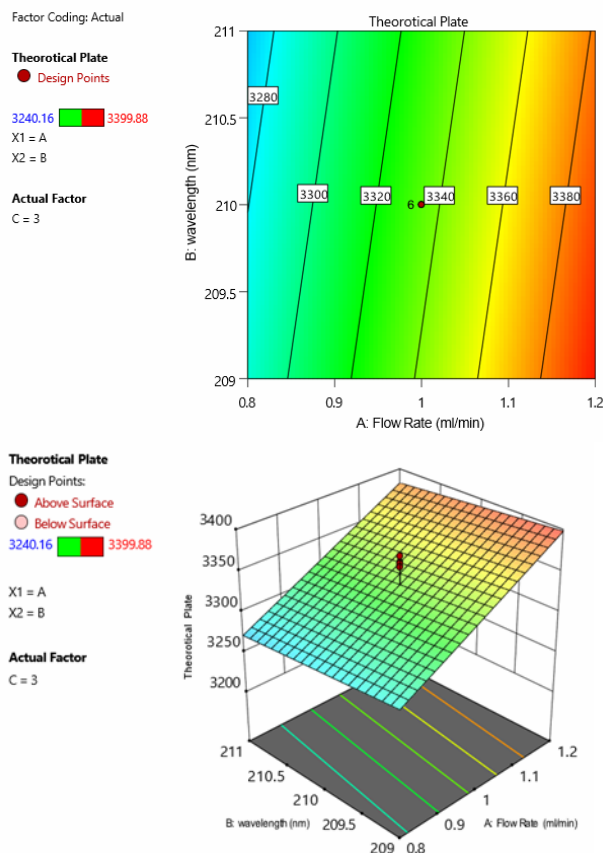 Factor Coding: Actual
Theorotical Plate
Design Points
3240.16 3399.88
X1 = A
X2 = B
Actual Factor
C = 3
Theorotical Plate
B: wavelength (nm)
211
210.5
210
209.5
209
3280
3300 3320 6 3340 3360 3380
0.8 0.9 1 1.1 1.2
A: Flow Rate (ml/min)
Theorotical Plate
Design Points:
Above Surface
Below Surface
3240.16 3399.88
X1 = A
X2 = B
Actual Factor
C = 3
Theorotical Plate
3400
3350
3300
3250
3200
211
210.5
210
209.5
209
B: wavelength (nm)
0.8
0.9
1
1.1
1.2
A: Flow Rate (ml/min)